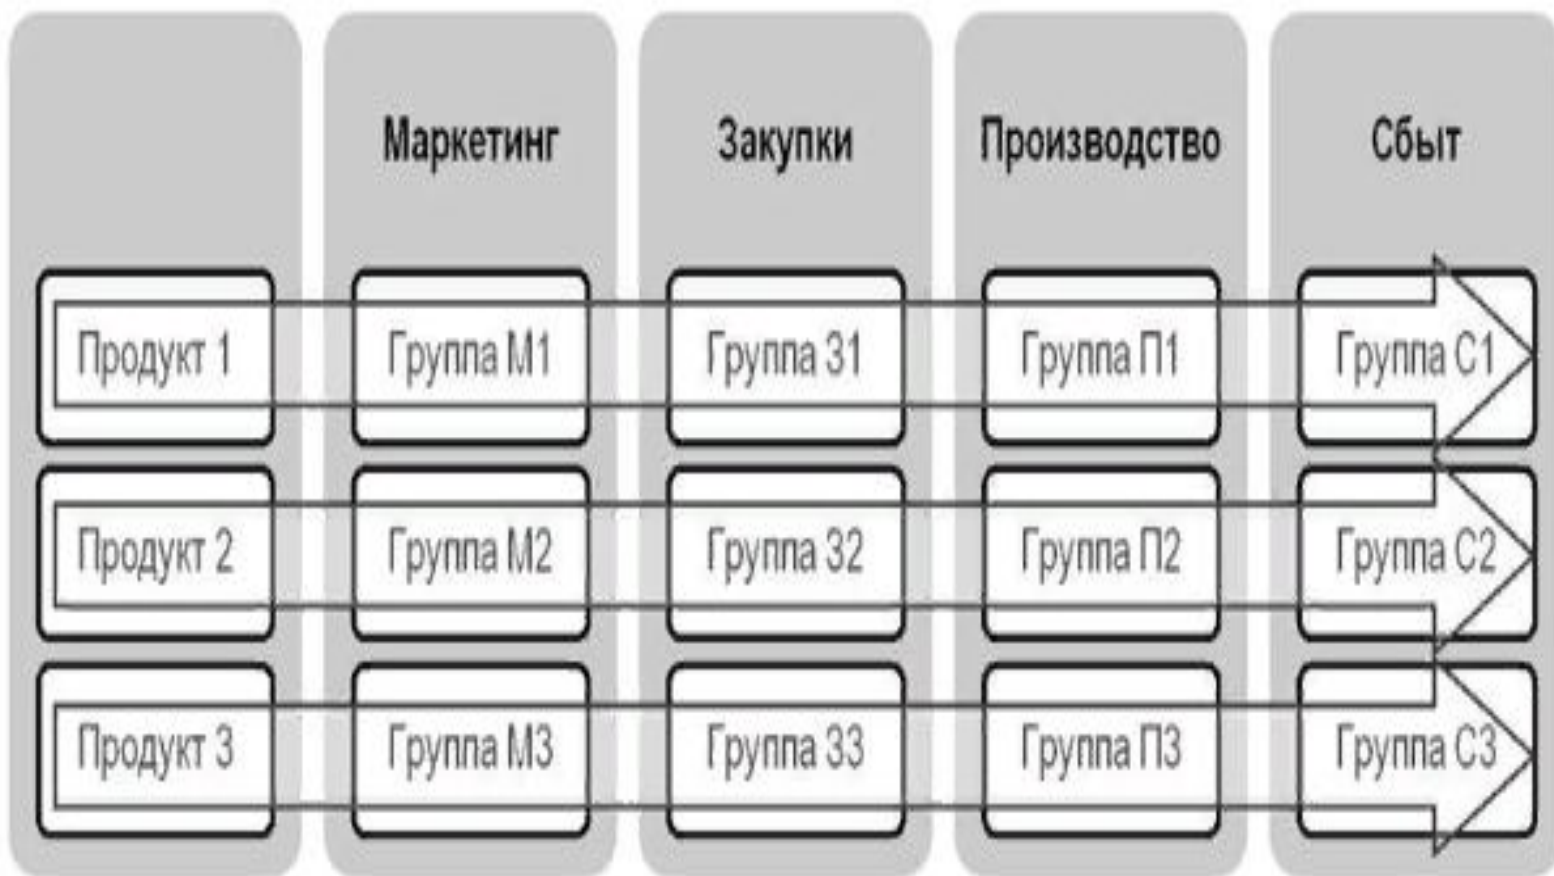 Маркетинг Закупки Производство Сбыт
Продукт 1 Группа М1 Группа З1 Группа П1 Группа С1
Продукт 2 Группа М2 Группа З2 Группа П2 Группа С2
Продукт 3 Группа М3 Группа З3 Группа П3 Группа С3